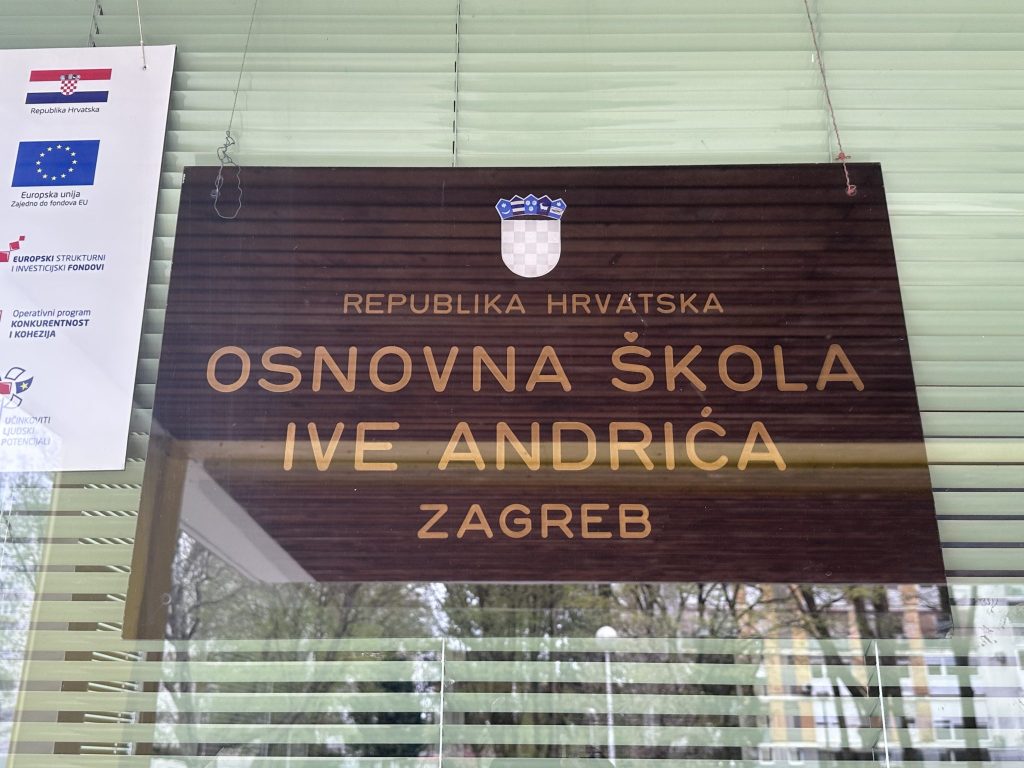 Republika Hrvatska
Europska unija
Zajedno do fondova EU
EUROPSKI STRUKTURNI
I INVESTICIJSKI FONDOVI
Operativni program
KONKURENTNOST
I KOHEZIJA
UČINKOVITI
LJUDSKI
POTENCIJALI
REPUBLIKA HRVATSKA
OSNOVNA ŠKOLA
IVE ANDRIĆA
ZAGREB